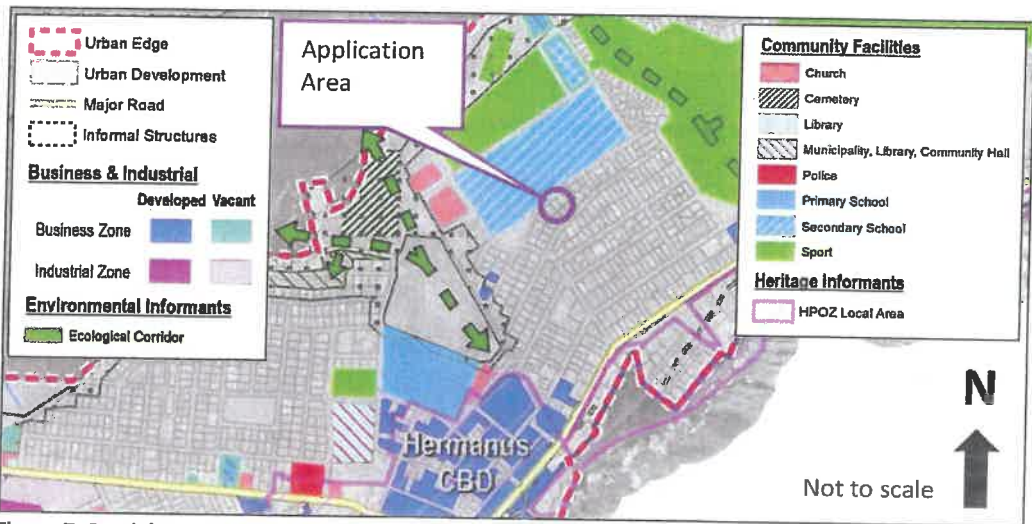 Urban Edge
Urban Development
Major Road
Informal Structures
Business & Industrial
Developed Vacant
Business Zone
Industrial Zone
Environmental Informants
Ecological Corridor
Application
Area
Community Facilities
Church
Cemetery
Library
Municipality, Library, Community Hall
Police
Primary School
Secondary School
Sport
Heritage Informants
HPOZ Local Area
Hermanus
CBD
N
Not to scale